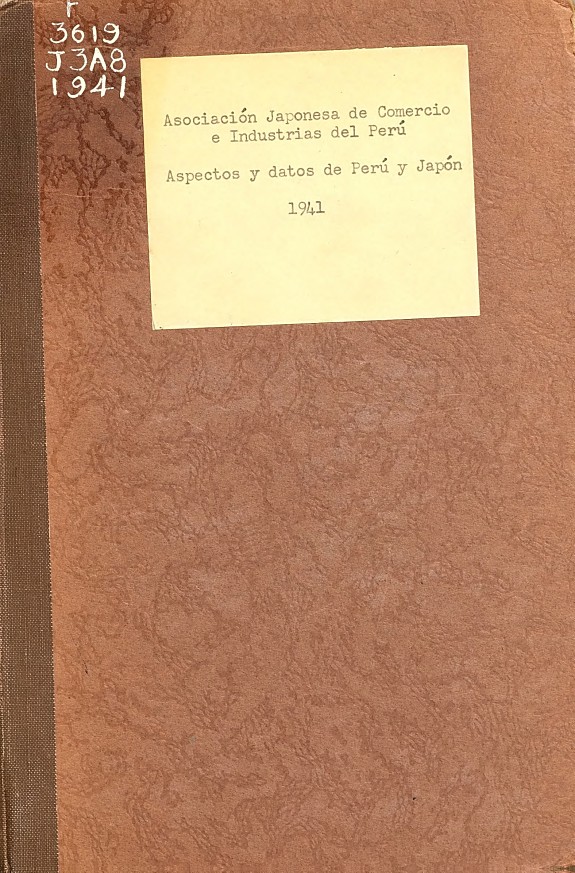 3619
J3A8
1941
Asociación Japonesa de Comercio
e Industrias del Perú
Aspectos y datos de Perú y Japón
1941